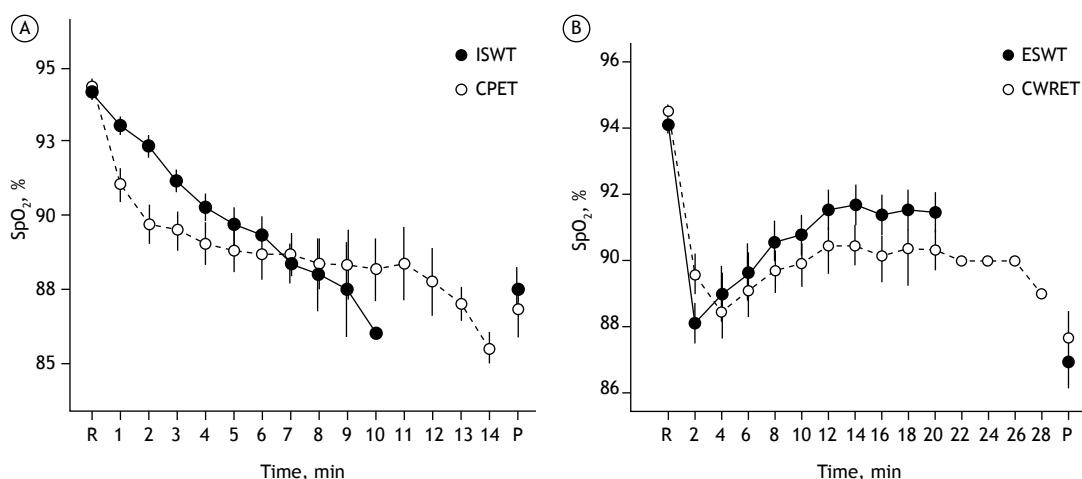 A
ISWT
CPET
95
93
90
88
85
SpO2, %
R 1 2 3 4 5 6 7 8 9 10 11 12 13 14 P
Time, min
B
ESWT
CWRET
96
94
92
90
88
86
SpO2, %
R 2 4 6 8 10 12 14 16 18 20 22 24 26 28 P
Time, min